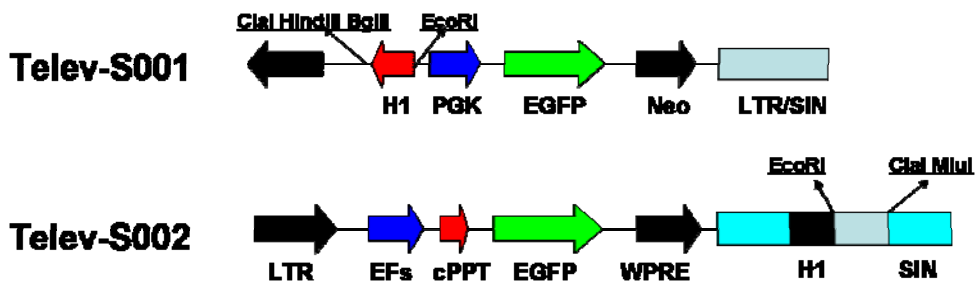 ClaI HindIII BglII EcoRI
Telev-S001
H1 PGK EGFP Neo LTR/SIN
EcoRI ClaI MluI
Telev-S002
LTR EFs cPPT EGFP WPRE H1 SIN